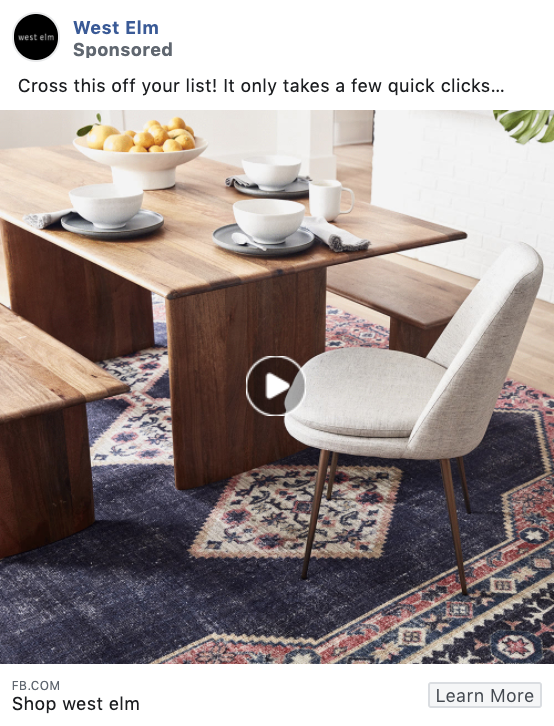 west elm
West Elm
Sponsored
Cross this off your list! It only takes a few quick clicks...
FB.COM
Shop west elm
Learn More